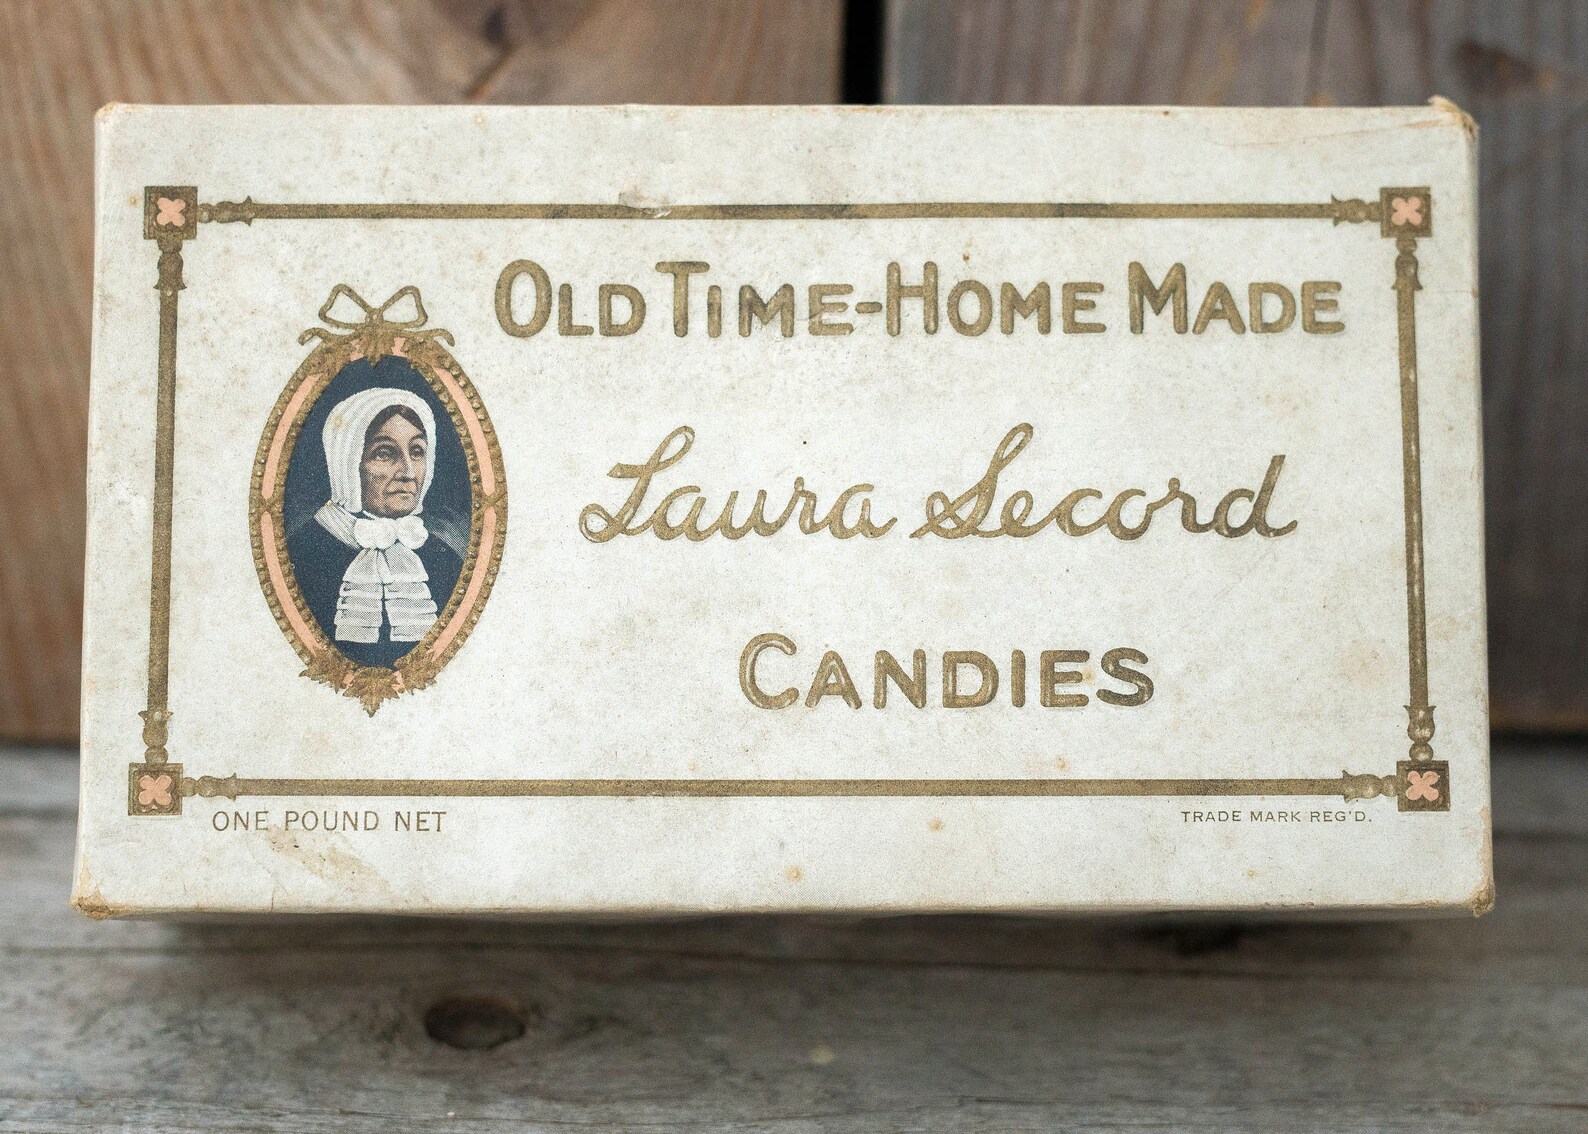 OLD TIME-HOME MADE
Laura Secord
CANDIES
ONE POUND NET
TRADE MARK REG'D.